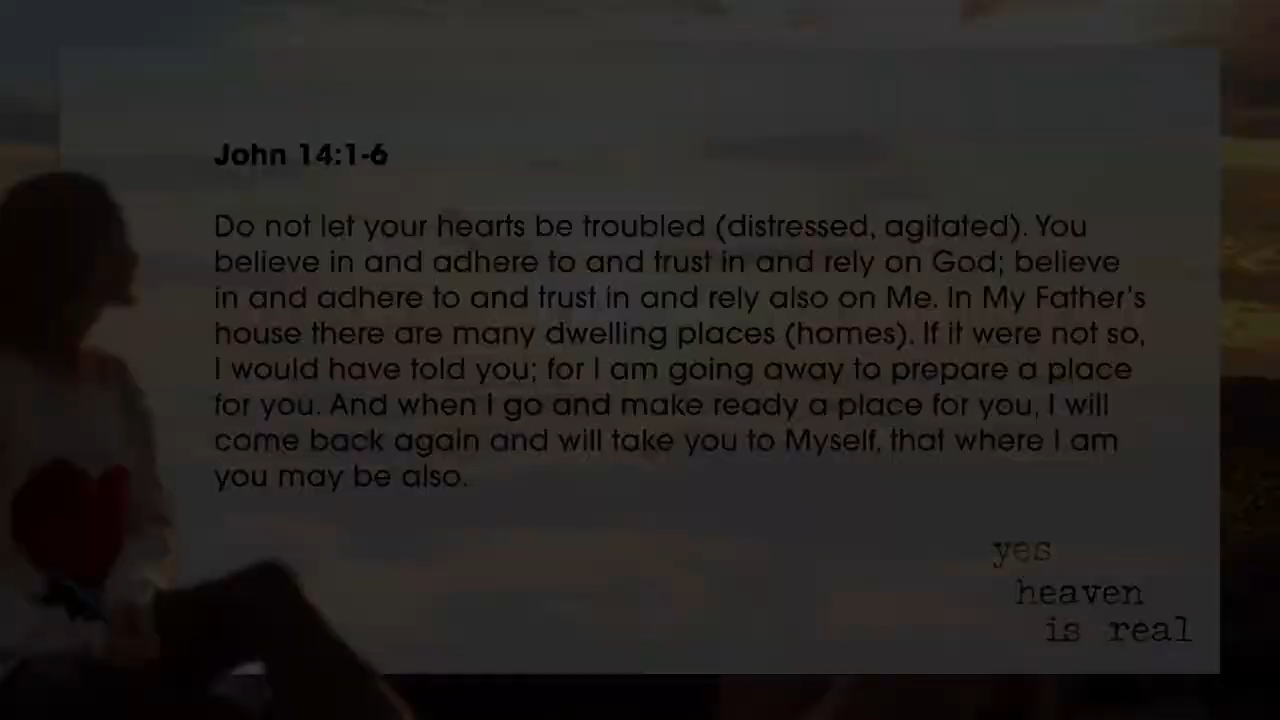 John 14:1-6
Do not let your hearts be troubled (distressed, agitated). You
believe in and adhere to and trust in and rely on God; believe
in and adhere to and trust in and rely also on Me. In My Father's
house there are many dwelling places (homes). If it were not so,
I would have told you; for I am going away to prepare a place
for you. And when I go and make ready a place for you, I will
come back again and will take you to Myself, that where I am
you may be also.
yes
heaven
is real